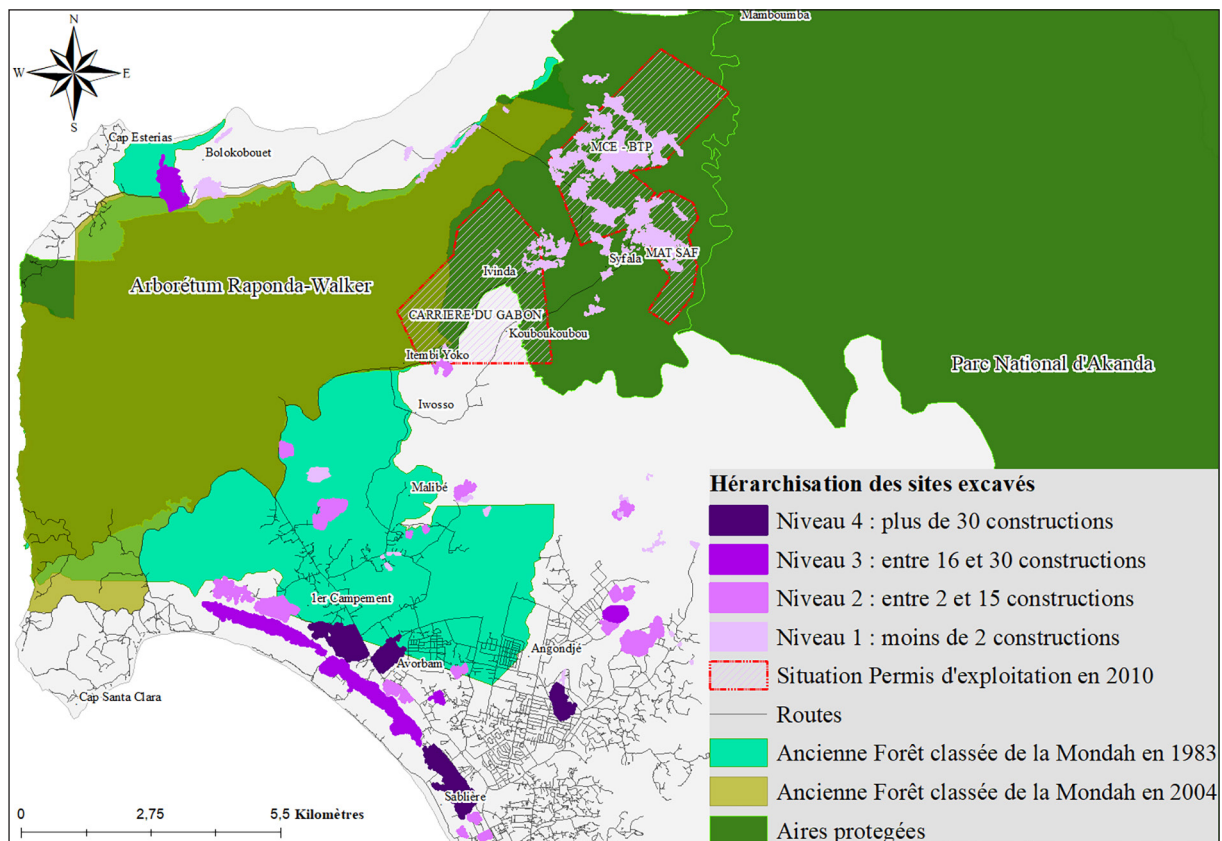 Mamboumba
N
W E
S
Cap Esterias
Bolokobouet
MCE - BTP
Arborétum Raponda-Walker
Ivinda
Syfala
MAT SAF
CARRIERE DU GABON
Kouboukoubou
Itembi Yoko
Parc National d'Akanda
Iwosso
Malibé
1er Campement
Avorbam
Angondjé
Cap Santa Clara
Sablière
0 2,75 5,5 Kilomètres
Hérarchisation des sites excavés
Niveau 4 : plus de 30 constructions
Niveau 3 : entre 16 et 30 constructions
Niveau 2 : entre 2 et 15 constructions
Niveau 1 : moins de 2 constructions
Situation Permis d'exploitation en 2010
Routes
Ancienne Forêt classée de la Mondah en 1983
Ancienne Forêt classée de la Mondah en 2004
Aires protegées